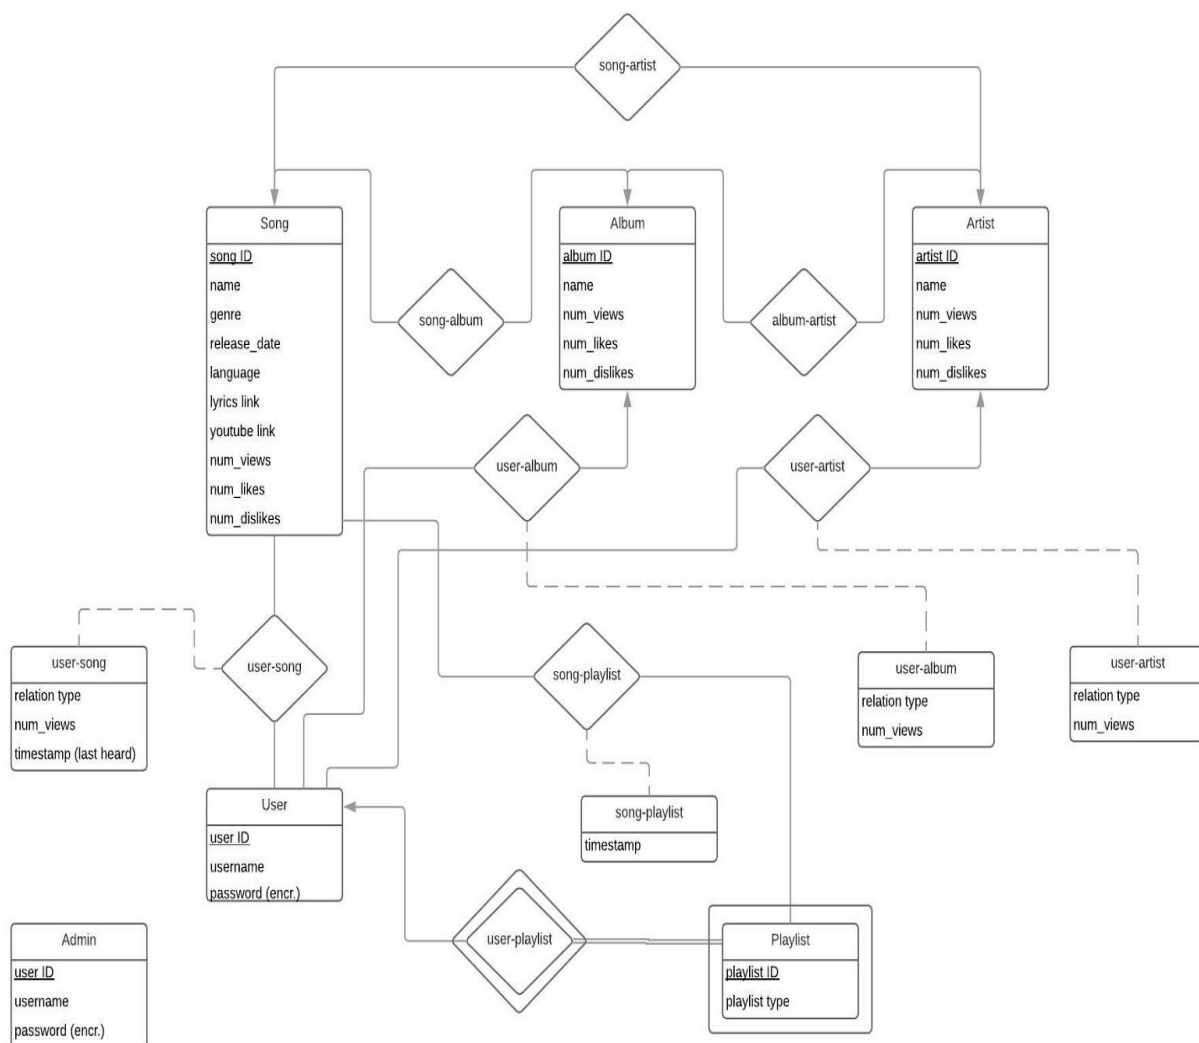 song-artist
Song
song ID
name
genre
release_date
language
lyrics link
youtube link
num_views
num_likes
num_dislikes
song-album
Album
album ID
name
num_views
num_likes
num_dislikes
album-artist
Artist
artist ID
name
num_views
num_likes
num_dislikes
user-album
user-artist
user-song
relation type
num_views
timestamp (last heard)
user-song
song-playlist
user-album
relation type
num_views
user-artist
relation type
num_views
User
user ID
username
password (encr.)
song-playlist
timestamp
Admin
user ID
username
password (encr.)
user-playlist
Playlist
playlist ID
playlist type